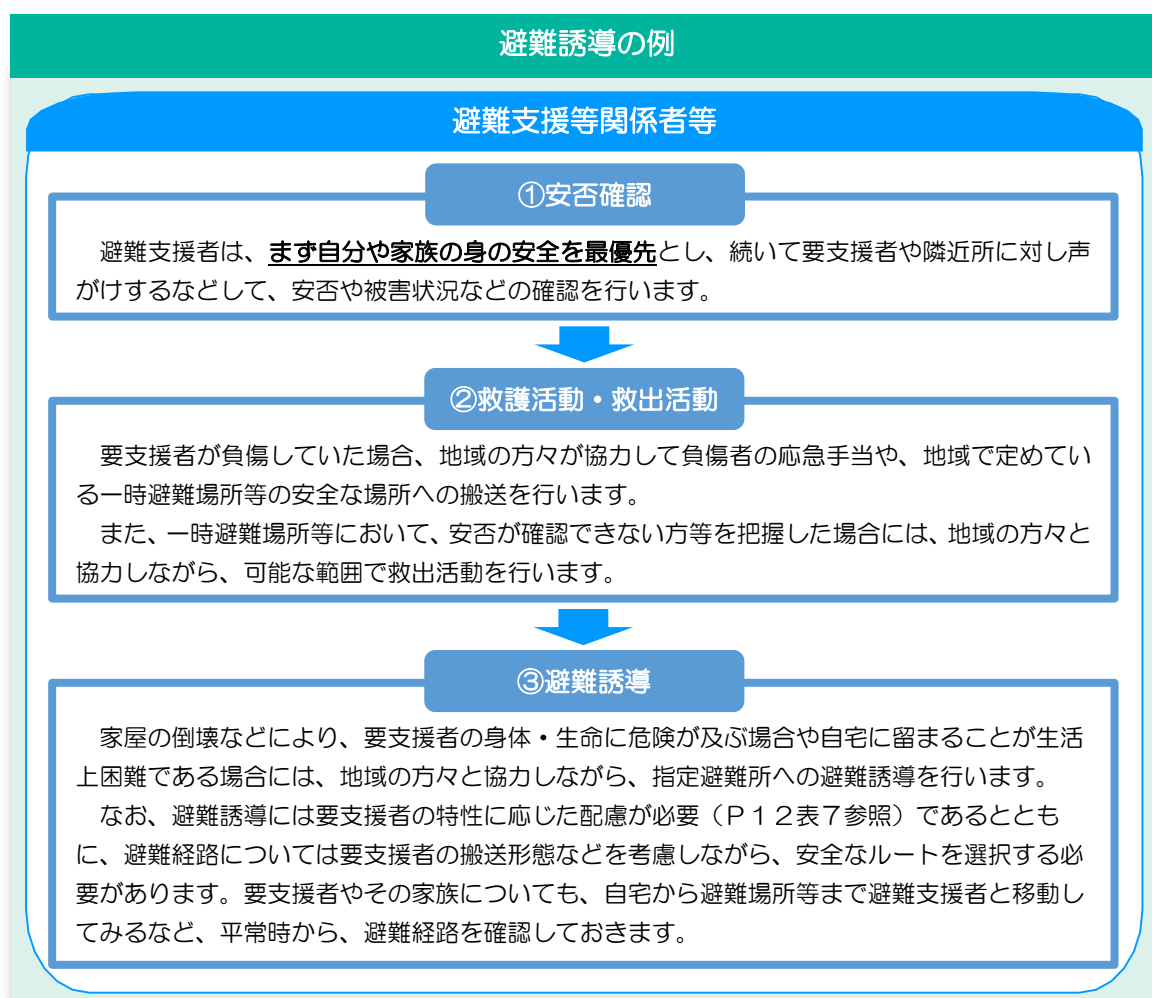 避難誘導の例
避難支援等関係者等
①安否確認
避難支援者は、まず自分や家族の身の安全を最優先とし、続いて要支援者や隣近所に対し声
がけするなどして、安否や被害状況などの確認を行います。
②救護活動・救出活動
要支援者が負傷していた場合、地域の方々が協力して負傷者の応急手当や、地域で定めてい
る一時避難場所等の安全な場所への搬送を行います。
また、一時避難場所等において、安否が確認できない方等を把握した場合には、地域の方々と
協力しながら、可能な範囲で救出活動を行います。
③避難誘導
家屋の倒壊などにより、要支援者の身体・生命に危険が及ぶ場合や自宅に留まることが生活
上困難である場合には、地域の方々と協力しながら、指定避難所への避難誘導を行います。
なお、避難誘導には要支援者の特性に応じた配慮が必要（Ｐ１２表７参照）であるととも
に、避難経路については要支援者の搬送形態などを考慮しながら、安全なルートを選択する必
要があります。要支援者やその家族についても、自宅から避難場所等まで避難支援者と移動し
てみるなど、平常時から、避難経路を確認しておきます。